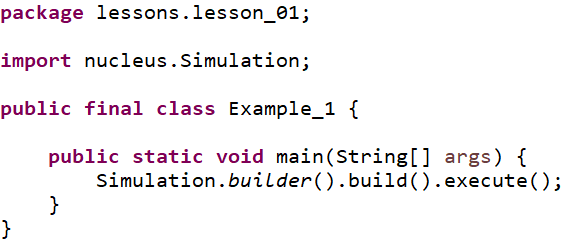 package lessons.lesson_01;
import nucleus.Simulation;
public final class Example_1 {
    public static void main(String[] args) {
        Simulation.builder().build().execute();
    }
}